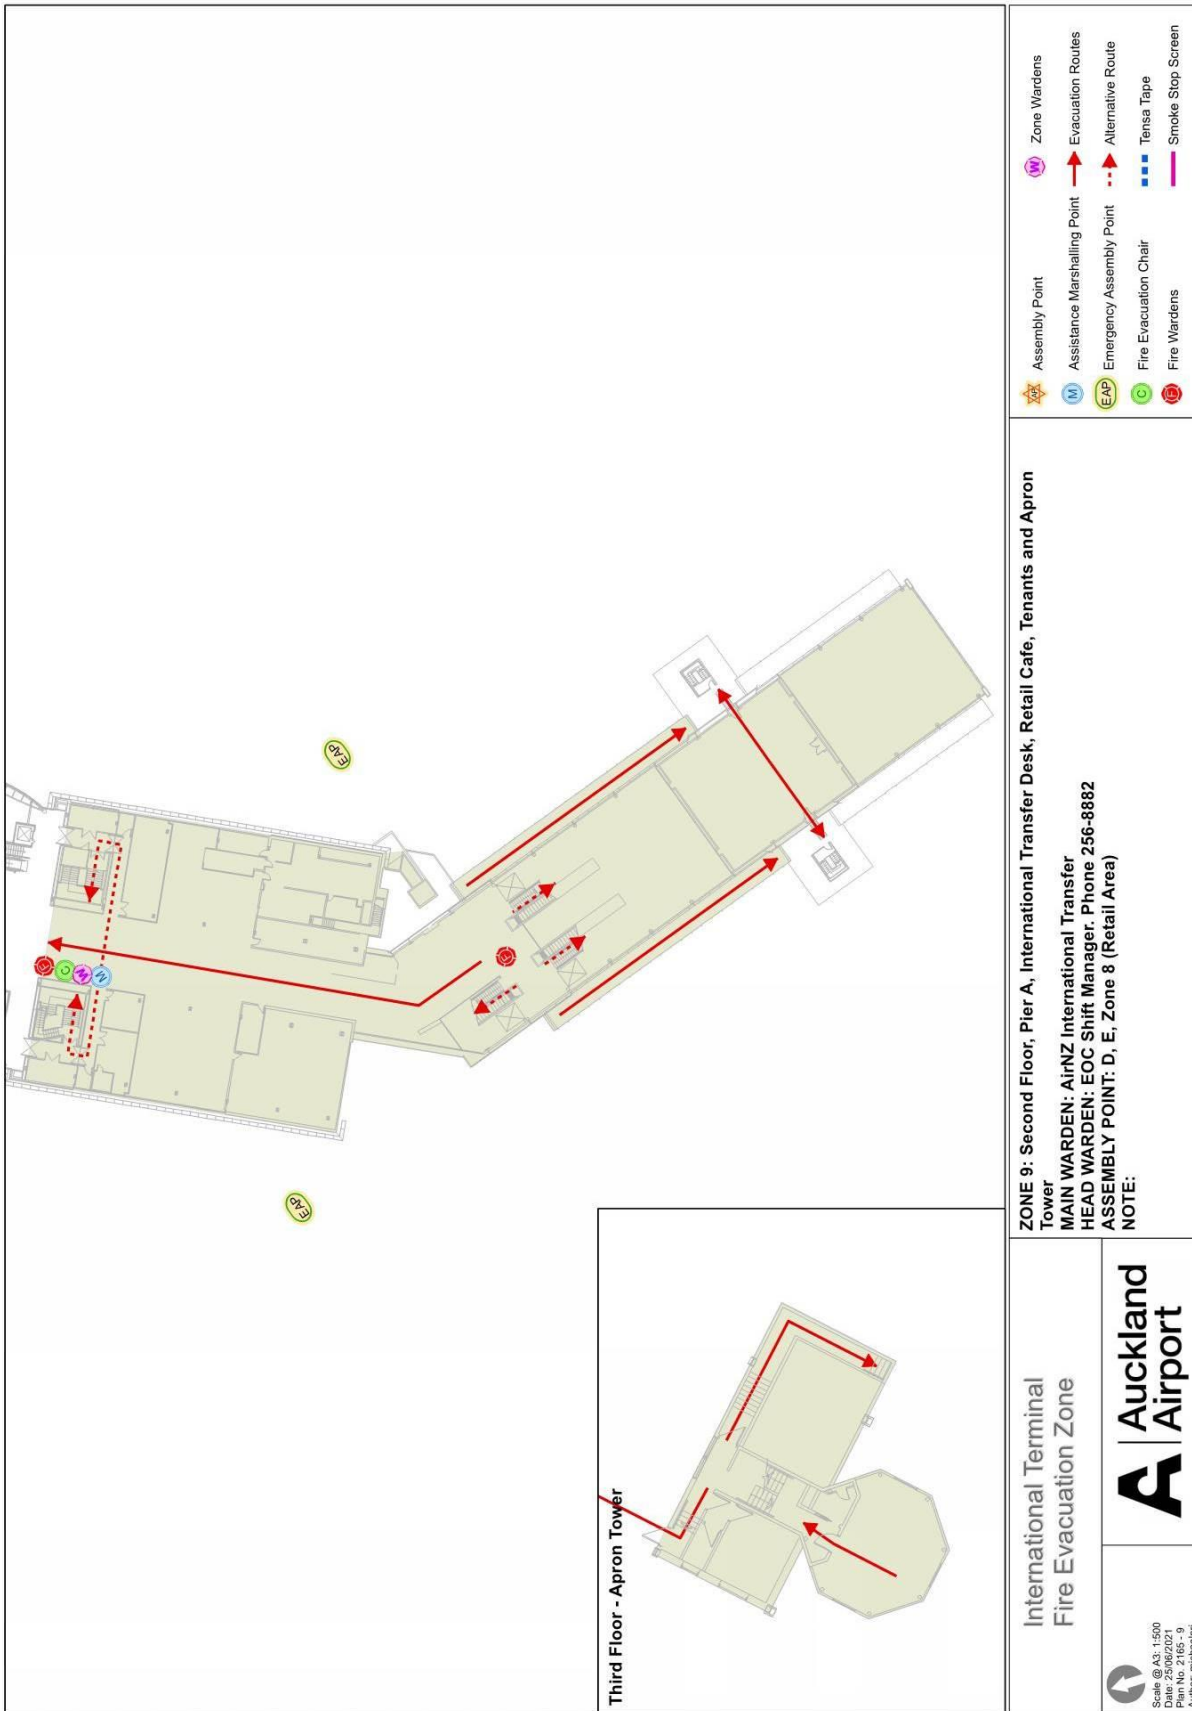 EAP
EAP
F
C
W
M
F
Third Floor - Apron Tower
International Terminal
Fire Evacuation Zone
Scale @ A3: 1:500
Date: 25/06/2021
Plan No. 2165 - 9
A
Auckland
Airport
ZONE 9: Second Floor, Pier A, International Transfer Desk, Retail Cafe, Tenants and Apron
Tower
MAIN WARDEN: AirNZ International Transfer
HEAD WARDEN: EOC Shift Manager. Phone 256-8882
ASSEMBLY POINT: D, E, Zone 8 (Retail Area)
NOTE:
AP Assembly Point
M Assistance Marshalling Point
EAP Emergency Assembly Point
C Fire Evacuation Chair
F Fire Wardens
W Zone Wardens
Evacuation Routes
Alternative Route
Tensa Tape
Smoke Stop Screen